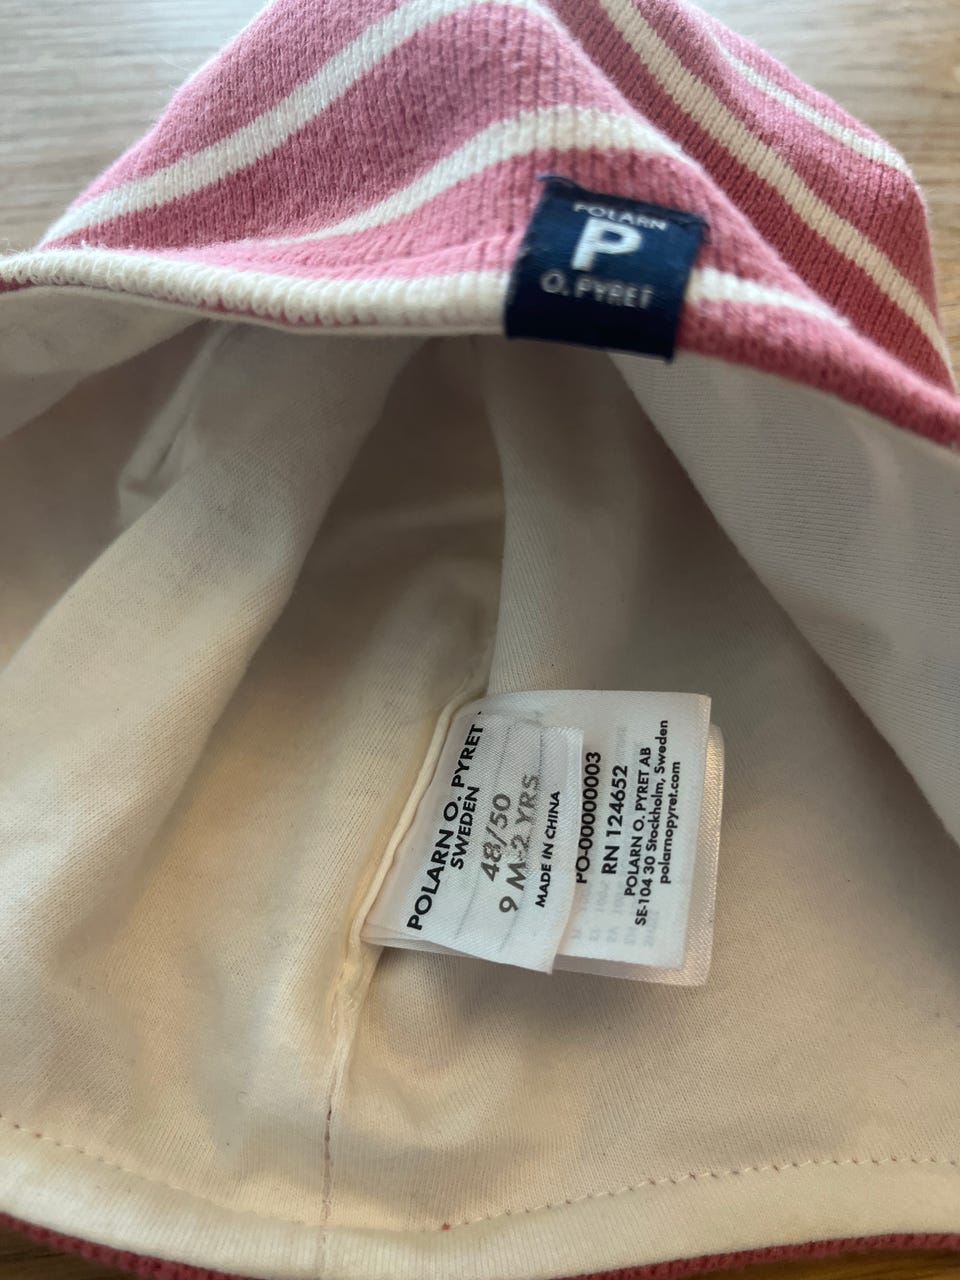 POLARN
P
O. PYRET
POLARN O. PYRET
SWEDEN
48/50
9 M-2 YRS
MADE IN CHINA
PO-00000003
RN 124652
POLARN O. PYRET AB
SE-104 30 Stockholm, Sweden
polarnopyret.com